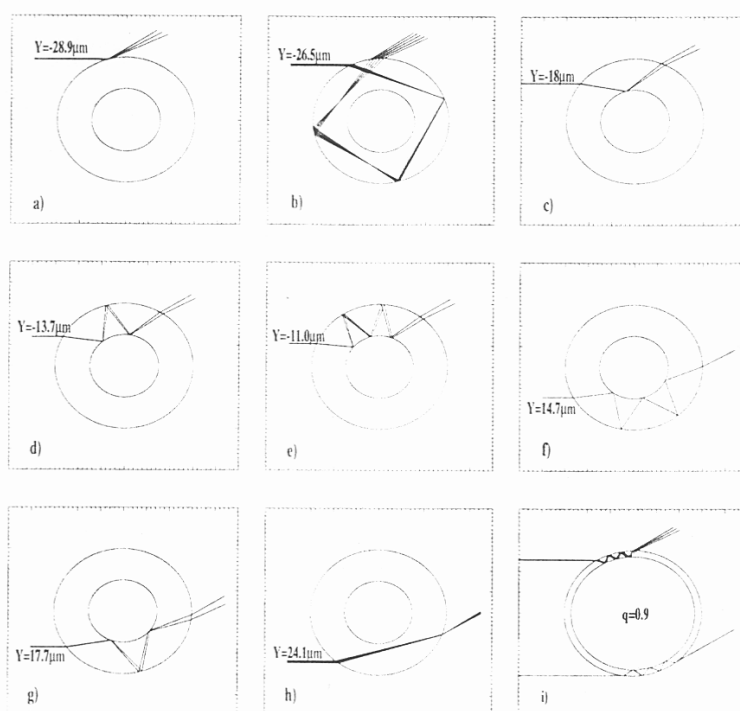 Y=-28.9µm
a)
Y=-26.5µm
b)
Y=-18µm
c)
Y=-13.7µm
d)
Y=-11.0µm
e)
Y=14.7µm
f)
Y=17.7µm
g)
Y=24.1µm
h)
q=0.9
i)